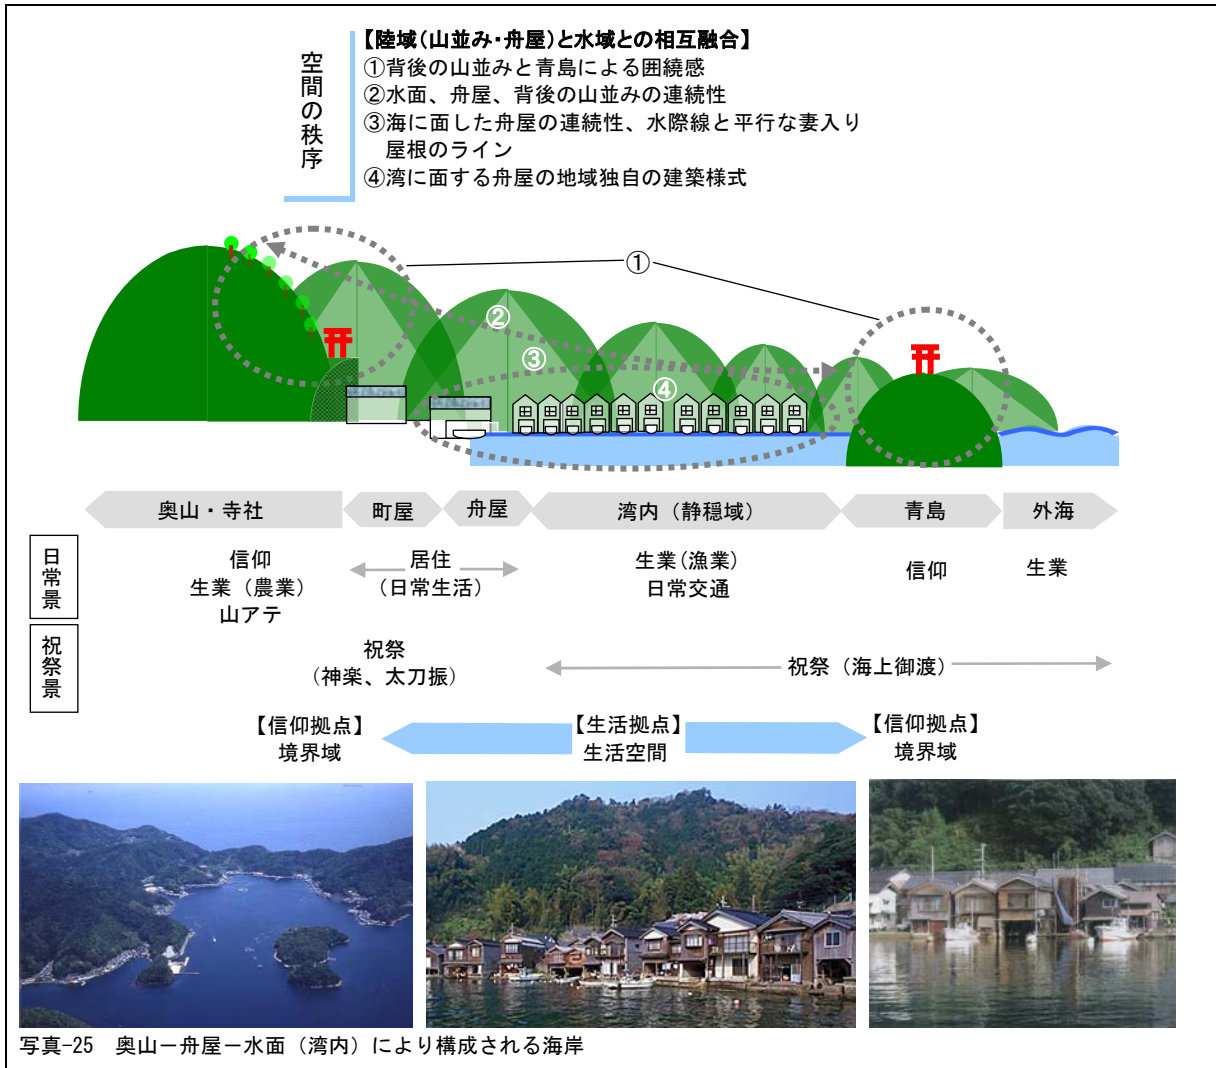 空間の秩序
【陸域(山並み・舟屋)と水域との相互融合】
①背後の山並みと青島による囲繞感
②水面、舟屋、背後の山並みの連続性
③海に面した舟屋の連続性、水際線と平行な妻入り
屋根のライン
④湾に面する舟屋の地域独自の建築様式
①
②
③
④
奥山・寺社
町屋
舟屋
湾内（静穏域）
青島
外海
日常景
信仰
生業（農業）
山アテ
居住
（日常生活）
生業(漁業)
日常交通
信仰
生業
祝祭景
祝祭
（神楽、太刀振）
祝祭（海上御渡）
【信仰拠点】
境界域
【生活拠点】
生活空間
【信仰拠点】
境界域
写真-25　奥山－舟屋－水面（湾内）により構成される海岸